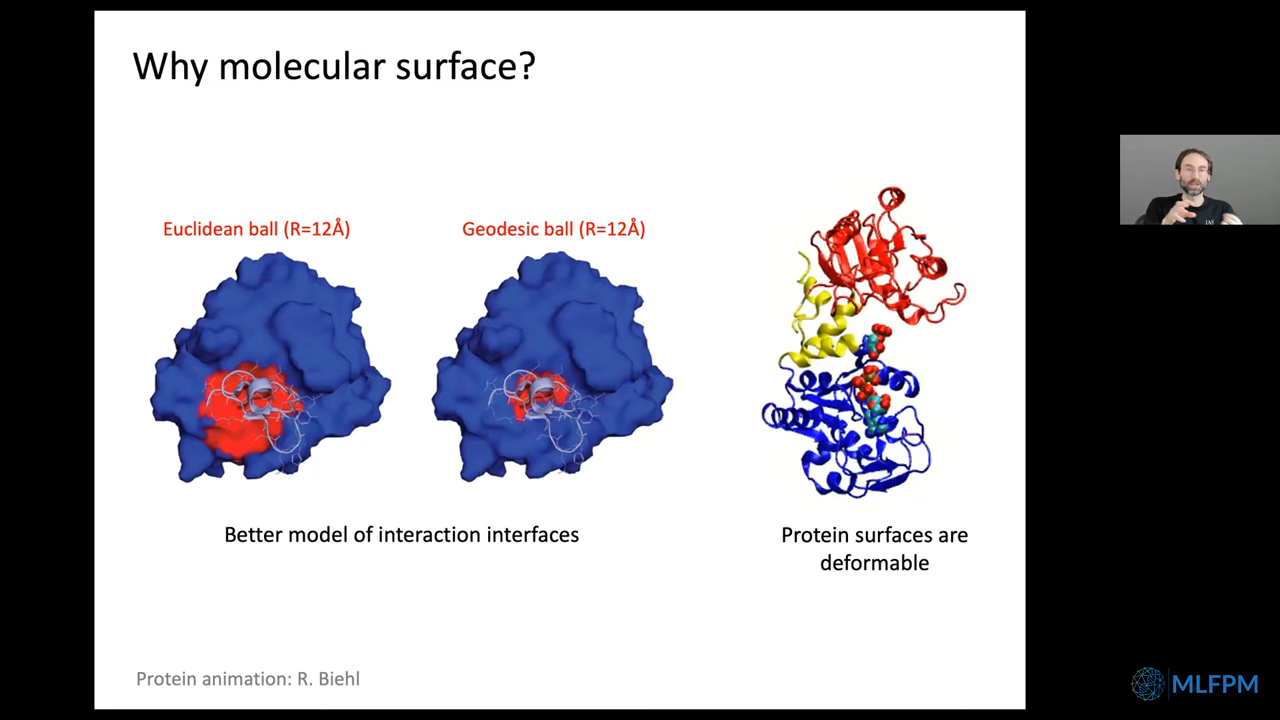 Why molecular surface?
Euclidean ball (R=12Å)
Geodesic ball (R=12Å)
Better model of interaction interfaces
Protein surfaces are
deformable
Protein animation: R. Biehl
IAS
MLFPM